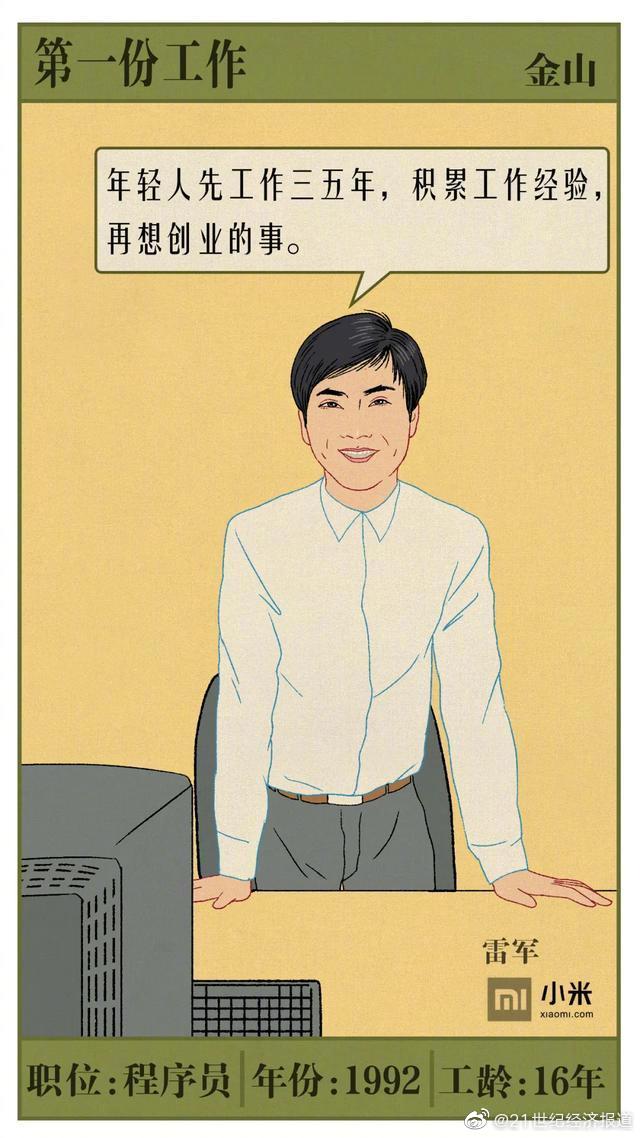 第一份工作
金山
年轻人先工作三五年，积累工作经验，
再想创业的事。
雷军
mi 小米
xiaomi.com
职位:程序员 年份:1992 工龄:16年
@21世纪经济报道